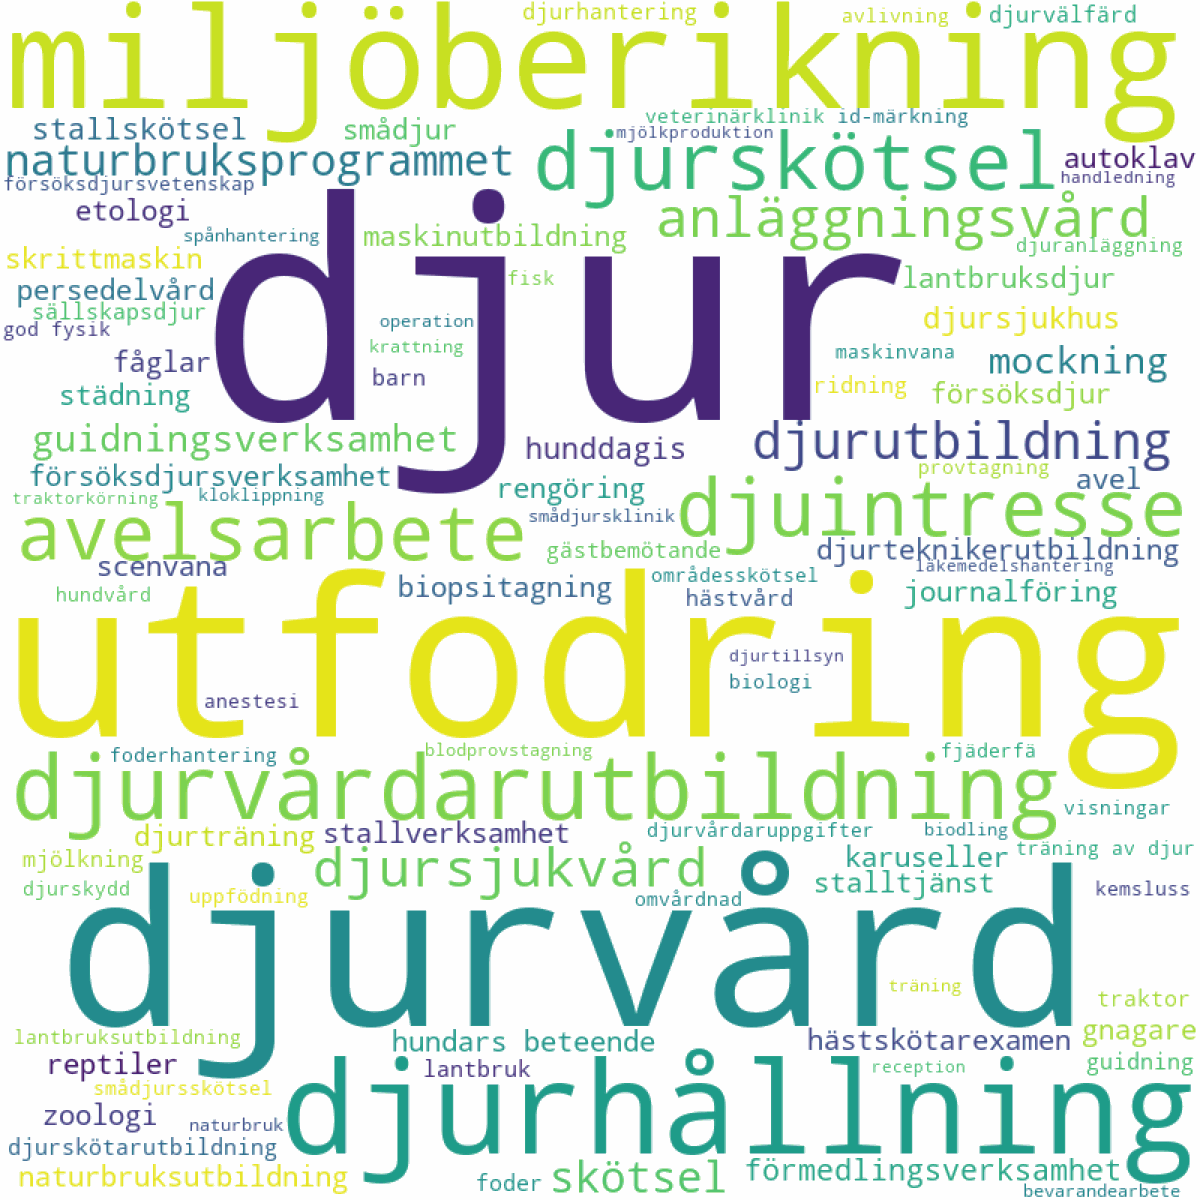 djurhantering
avlivning
djurvälfärd
miljöberikning
stallskötsel
smådjur
veterinärklinik
id-märkning
mjölkproduktion
naturbruksprogrammet
djurskötsel
autoklav
försöksdjursvetenskap
handledning
etologi
anläggningsvård
spånhantering
maskinutbildning
djuranläggning
skrittmaskin
djur
fisk
lantbruksdjur
persedelvård
sällskapsdjur
operation
djursjukhus
god fysik
krattning
fåglar
maskinvana
mockning
barn
ridning
städning
försöksdjur
guidningsverksamhet
hunddagis
djurutbildning
försöksdjursverksamhet
provtagning
avel
rengöring
traktorkörning
kloklippning
djuintresse
smådjursklinik
avelsarbete
gästbemötande
djurteknikerutbildning
scenvana
områdesskötsel
läkemedelshantering
hundvård
biopsitagning
hästvård
journalföring
utfodring
djurtillsyn
biologi
anestesi
foderhantering
blodprovstagning
fjäderfä
djurvårdarutbildning
visningar
djurträning
stallverksamhet
djurvårdaruppgifter
biodling
träning av djur
mjölkning
djursjukvård
karuseller
djurskydd
uppfödning
omvårdnad
stalltjänst
kemsluss
djurvård
träning
traktor
lantbruksutbildning
hundars beteende
hästskötarexamen
gnagare
reptiler
lantbruk
reception
guidning
smådjursskötsel
djurhållning
zoologi
naturbruk
djurskötarutbildning
naturbruksutbildning
foder
skötsel
förmedlingsverksamhet
bevarandearbete